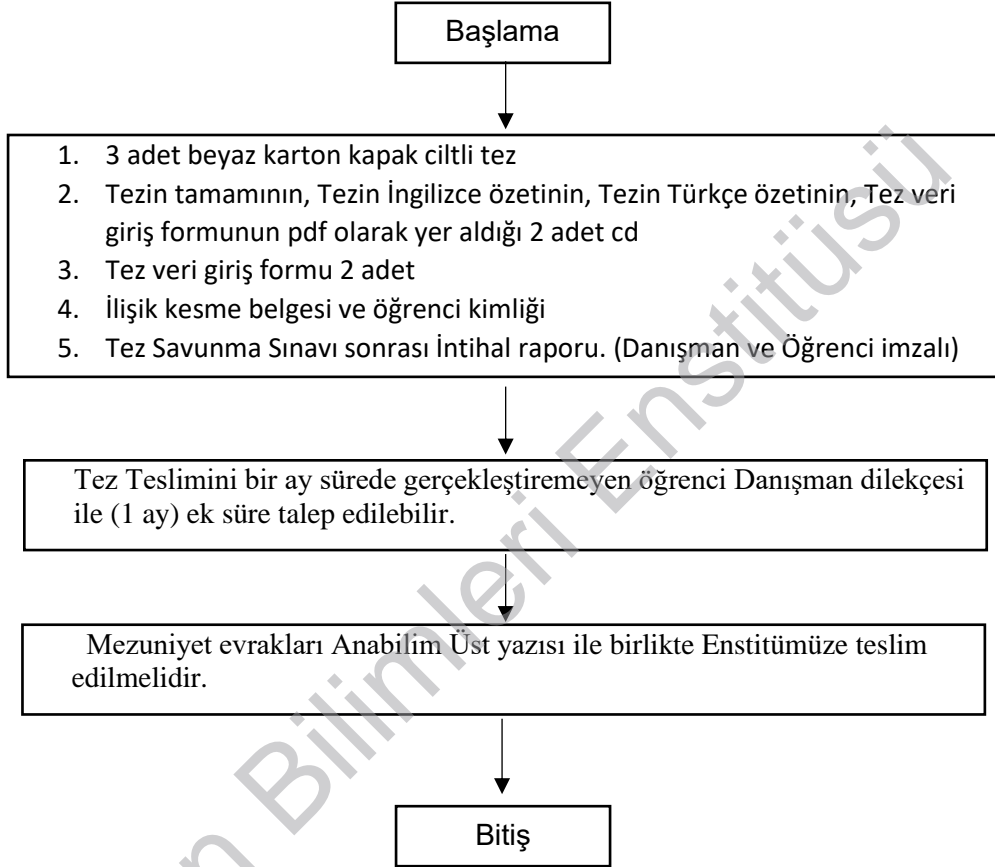 Başlama
1. 3 adet beyaz karton kapak ciltli tez
2. Tezin tamamının, Tezin İngilizce özetinin, Tezin Türkçe özetinin, Tez veri
giriş formunun pdf olarak yer aldığı 2 adet cd
3. Tez veri giriş formu 2 adet
4. İlişik kesme belgesi ve öğrenci kimliği
5. Tez Savunma Sınavı sonrası İntihal raporu. (Danışman ve Öğrenci imzalı)
Tez Teslimini bir ay sürede gerçekleştiremeyen öğrenci Danışman dilekçesi
ile (1 ay) ek süre talep edilebilir.
Mezuniyet evrakları Anabilim Üst yazısı ile birlikte Enstitümüze teslim
edilmelidir.
Bitiş
n Bilimleri Enstitüsü